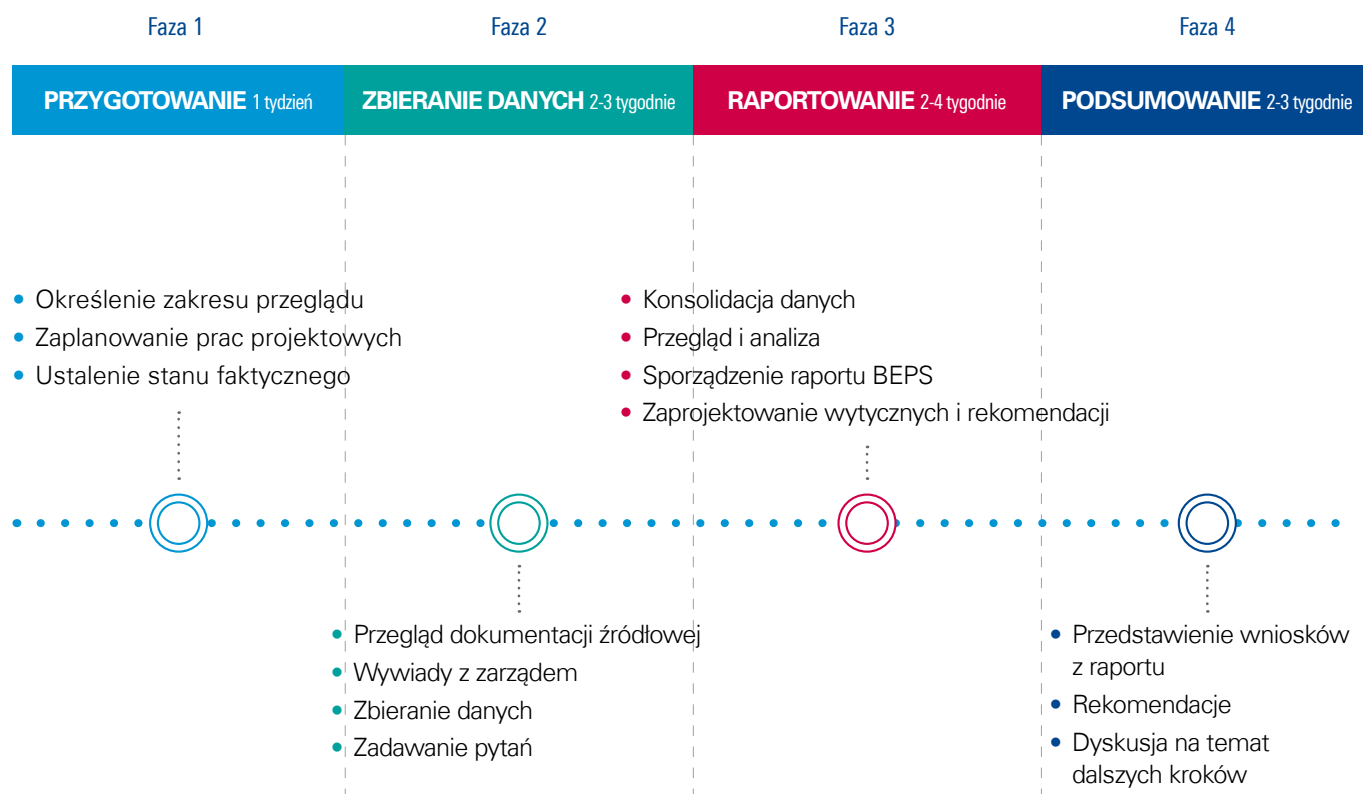 Faza 1
Faza 2
Faza 3
Faza 4
PRZYGOTOWANIE 1 tydzień
ZBIERANIE DANYCH 2-3 tygodnie
RAPORTOWANIE 2-4 tygodnie
PODSUMOWANIE 2-3 tygodnie
• Określenie zakresu przeglądu
• Zaplanowanie prac projektowych
• Ustalenie stanu faktycznego
• Konsolidacja danych
• Przegląd i analiza
• Sporządzenie raportu BEPS
• Zaprojektowanie wytycznych i rekomendacji
• Przegląd dokumentacji źródłowej
• Wywiady z zarządem
• Zbieranie danych
• Zadawanie pytań
• Przedstawienie wniosków
z raportu
• Rekomendacje
• Dyskusja na temat
dalszych kroków